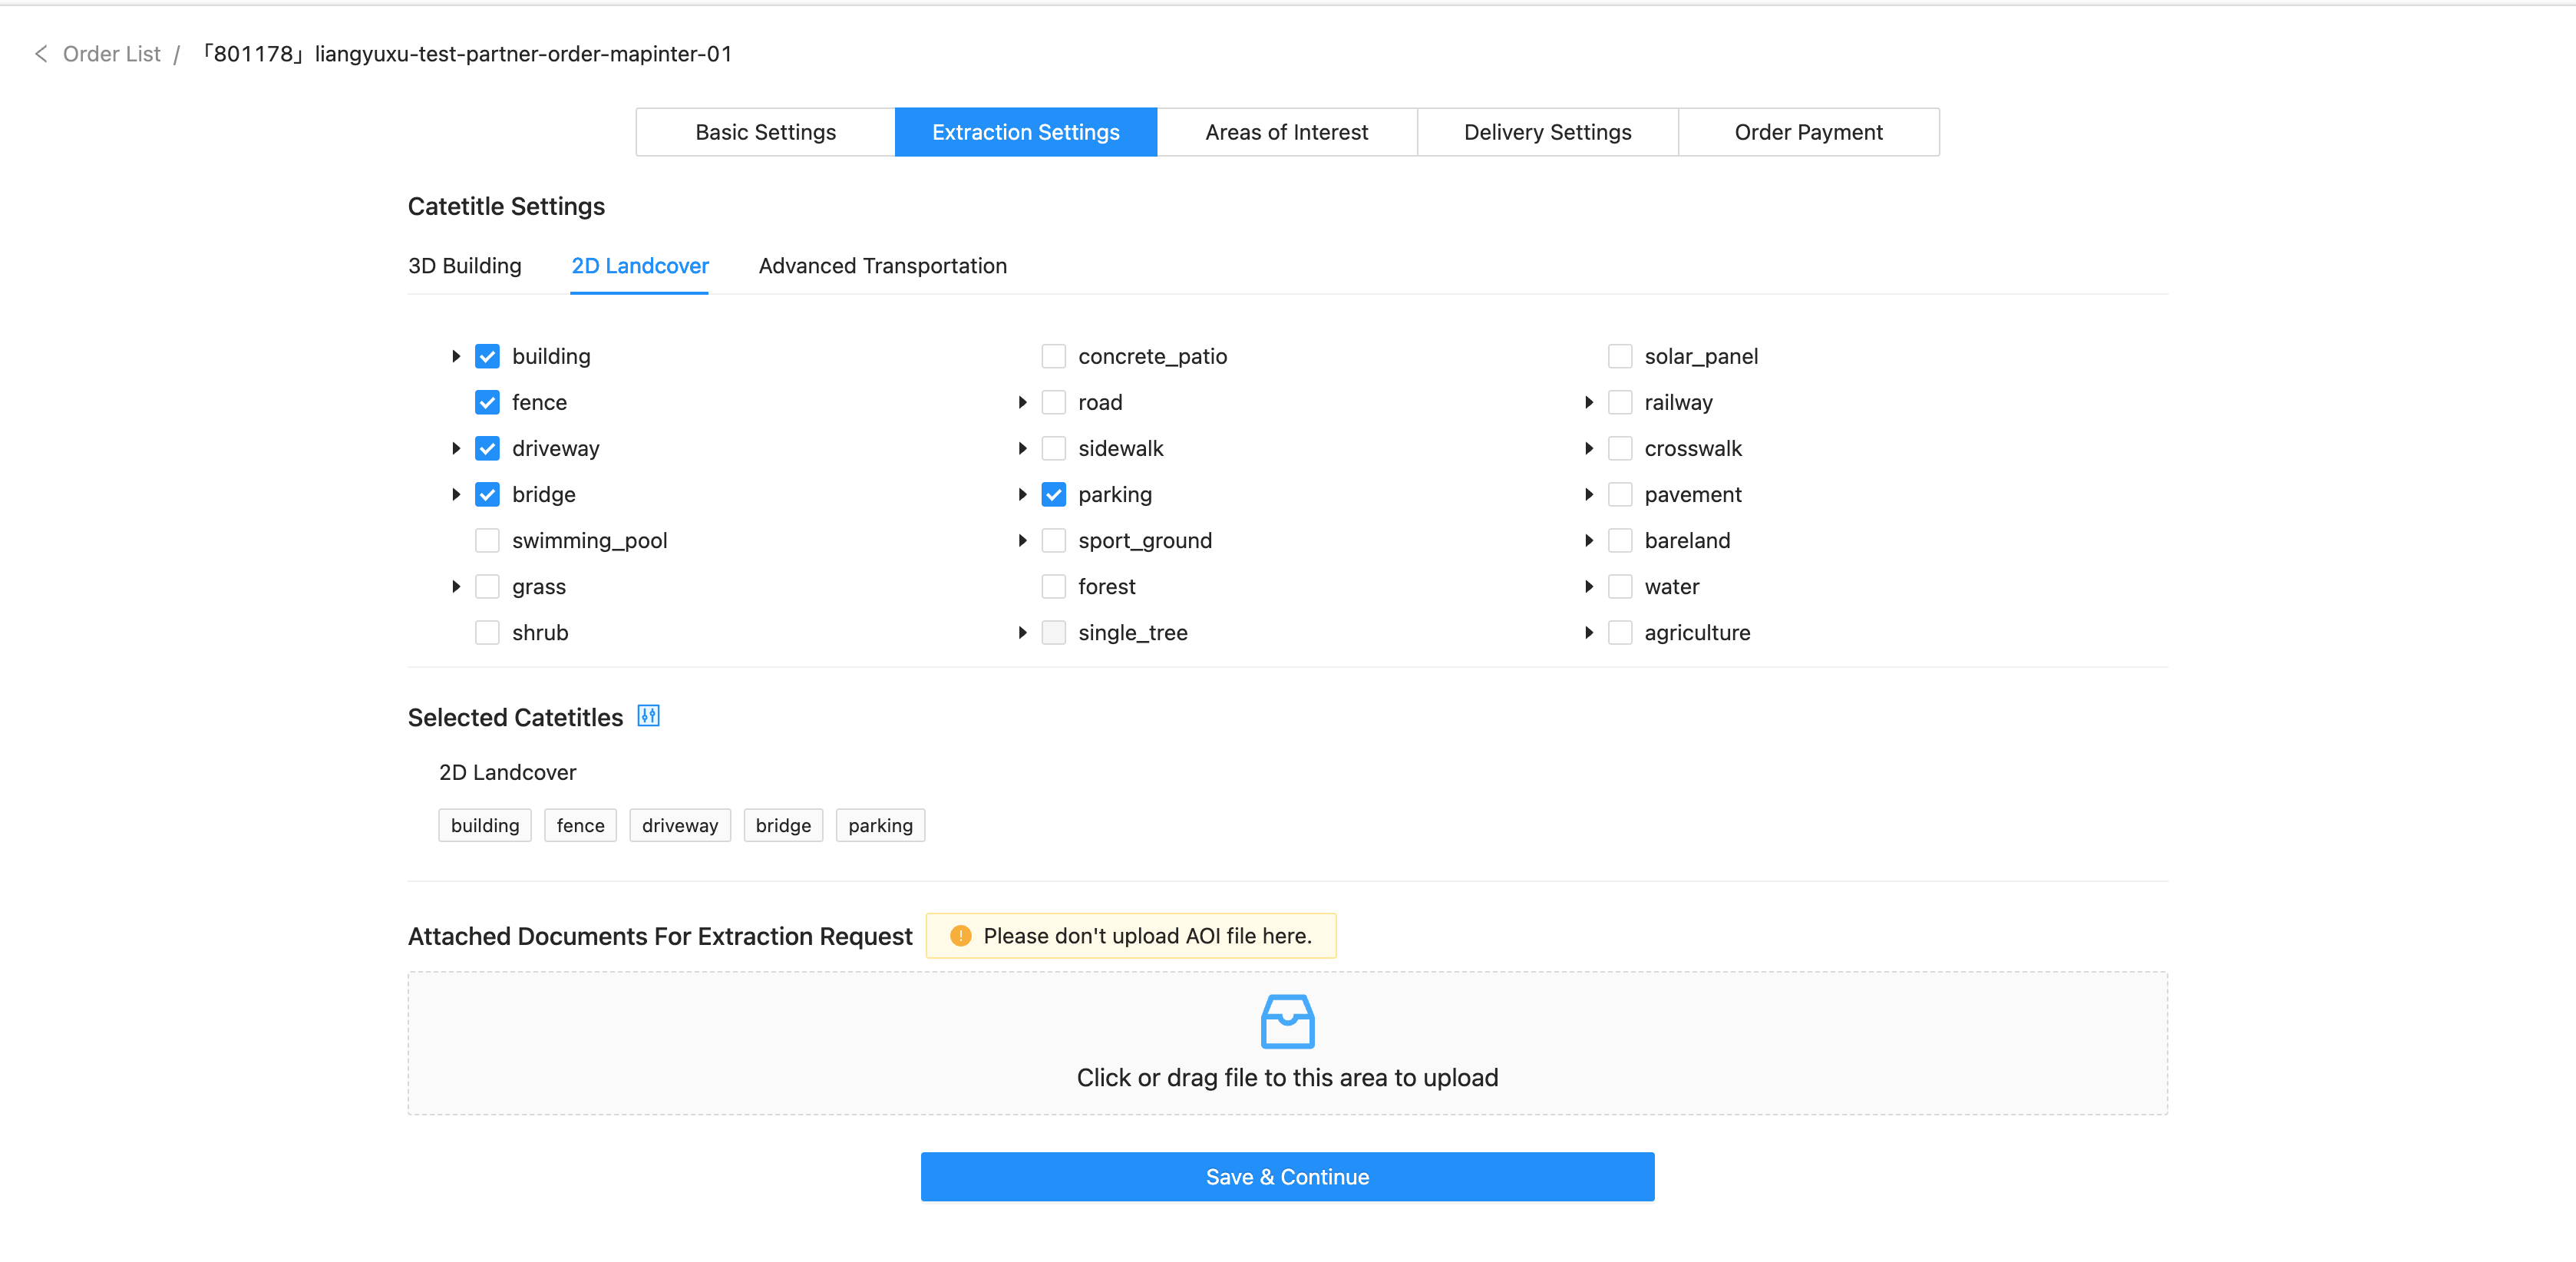 Order List / 「801178」liangyuxu-test-partner-order-mapinter-01
Basic Settings
Extraction Settings
Areas of Interest
Delivery Settings
Order Payment
Catetitle Settings
3D Building
2D Landcover
Advanced Transportation
building
concrete_patio
solar_panel
fence
road
railway
driveway
sidewalk
crosswalk
bridge
parking
pavement
swimming_pool
sport_ground
bareland
grass
forest
water
shrub
single_tree
agriculture
Selected Catetitles
2D Landcover
building
fence
driveway
bridge
parking
Attached Documents For Extraction Request
Please don't upload AOI file here.
Click or drag file to this area to upload
Save & Continue